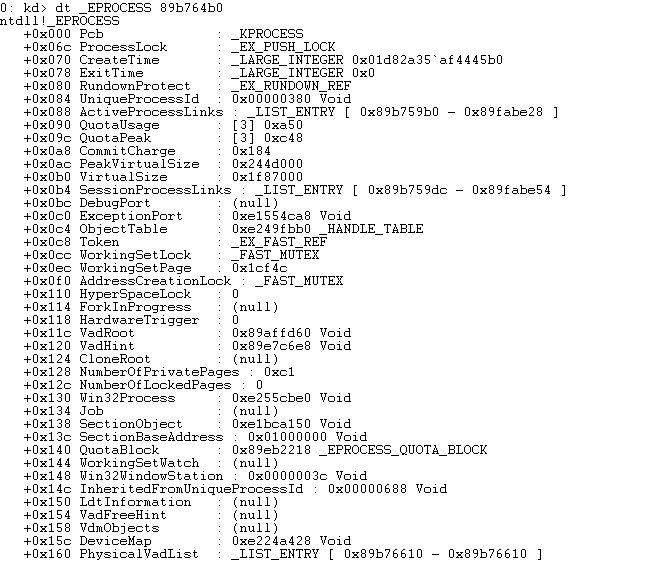 0: kd> dt _EPROCESS 89b764b0
ntdll!_EPROCESS
+0x000 Pcb : _KPROCESS
+0x06c ProcessLock : _EX_PUSH_LOCK
+0x070 CreateTime : _LARGE_INTEGER 0x01d82a35`af4445b0
+0x078 ExitTime : _LARGE_INTEGER 0x0
+0x080 RundownProtect : _EX_RUNDOWN_REF
+0x084 UniqueProcessId : 0x00000380 Void
+0x088 ActiveProcessLinks : _LIST_ENTRY [ 0x89b759b0 - 0x89fabe28 ]
+0x090 QuotaUsage : [3] 0xa50
+0x09c QuotaPeak : [3] 0xc48
+0x0a8 CommitCharge : 0x184
+0x0ac PeakVirtualSize : 0x244d000
+0x0b0 VirtualSize : 0x1f87000
+0x0b4 SessionProcessLinks : _LIST_ENTRY [ 0x89b759dc - 0x89fabe54 ]
+0x0bc DebugPort : (null)
+0x0c0 ExceptionPort : 0xe1554ca8 Void
+0x0c4 ObjectTable : 0xe249fbb0 _HANDLE_TABLE
+0x0c8 Token : _EX_FAST_REF
+0x0cc WorkingSetLock : _FAST_MUTEX
+0x0ec WorkingSetPage : 0x1cf4c
+0x0f0 AddressCreationLock : _FAST_MUTEX
+0x110 HyperSpaceLock : 0
+0x114 ForkInProgress : (null)
+0x118 HardwareTrigger : 0
+0x11c VadRoot : 0x89affd60 Void
+0x120 VadHint : 0x89e7c6e8 Void
+0x124 CloneRoot : (null)
+0x128 NumberOfPrivatePages : 0xc1
+0x12c NumberOfLockedPages : 0
+0x130 Win32Process : 0xe255cbe0 Void
+0x134 Job : (null)
+0x138 SectionObject : 0xe1bca150 Void
+0x13c SectionBaseAddress : 0x01000000 Void
+0x140 QuotaBlock : 0x89eb2218 _EPROCESS_QUOTA_BLOCK
+0x144 WorkingSetWatch : (null)
+0x148 Win32WindowStation : 0x0000003c Void
+0x14c InheritedFromUniqueProcessId : 0x00000688 Void
+0x150 LdtInformation : (null)
+0x154 VadFreeHint : (null)
+0x158 VdmObjects : (null)
+0x15c DeviceMap : 0xe224a428 Void
+0x160 PhysicalVadList : _LIST_ENTRY [ 0x89b76610 - 0x89b76610 ]